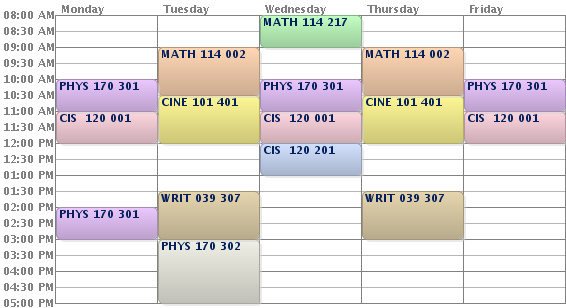 Monday Tuesday Wednesday Thursday Friday
08:00 AM MATH 114 217
08:30 AM
09:00 AM MATH 114 002 MATH 114 002
09:30 AM
10:00 AM PHYS 170 301 PHYS 170 301 PHYS 170 301
10:30 AM CINE 101 401 CINE 101 401
11:00 AM CIS 120 001 CIS 120 001 CIS 120 001
11:30 AM
12:00 PM CIS 120 201
12:30 PM
01:00 PM
01:30 PM WRIT 039 307 WRIT 039 307
02:00 PM PHYS 170 301
02:30 PM
03:00 PM PHYS 170 302
03:30 PM
04:00 PM
04:30 PM
05:00 PM